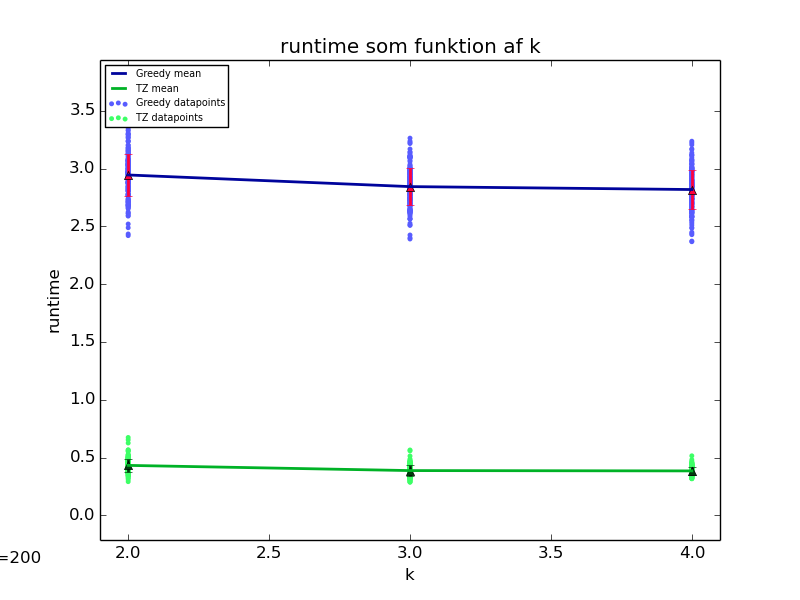 runtime som funktion af k
Greedy mean
TZ mean
Greedy datapoints
TZ datapoints
3.5
3.0
2.5
2.0
1.5
1.0
0.5
0.0
runtime
2.0 2.5 3.0 3.5 4.0
=200
k